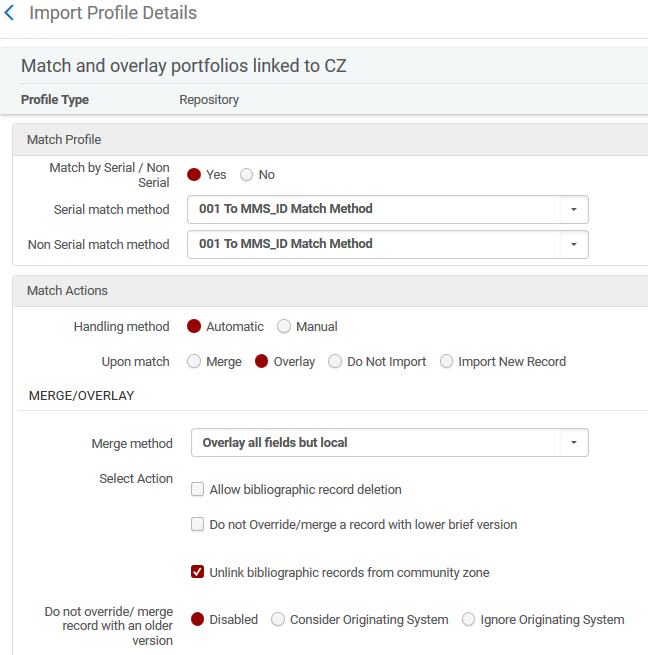 Import Profile Details
Match and overlay portfolios linked to CZ
Profile Type Repository
Match Profile
Match by Serial / Non
Serial
Yes No
Serial match method 001 To MMS_ID Match Method
Non Serial match method 001 To MMS_ID Match Method
Match Actions
Handling method Automatic Manual
Upon match Merge Overlay Do Not Import Import New Record
MERGE/OVERLAY
Merge method Overlay all fields but local
Select Action
Allow bibliographic record deletion
Do not Override/merge a record with lower brief version
Unlink bibliographic records from community zone
Do not override/ merge
record with an older
version
Disabled Consider Originating System Ignore Originating System